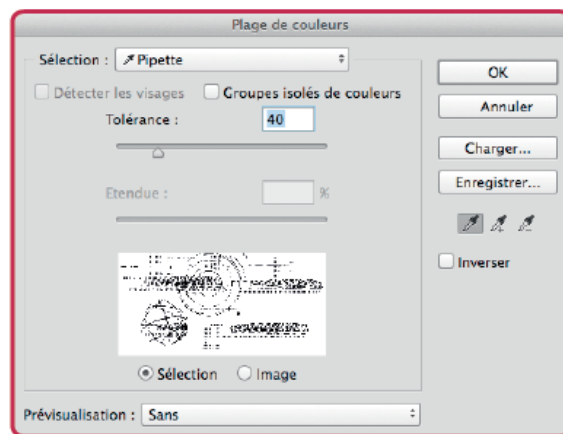 Plage de couleurs
Sélection : Pipette
Détecter les visages Groupes isolés de couleurs
Tolérance : 40
Etendue : %
Sélection Image
Prévisualisation : Sans
OK
Annuler
Charger...
Enregistrer...
Inverser